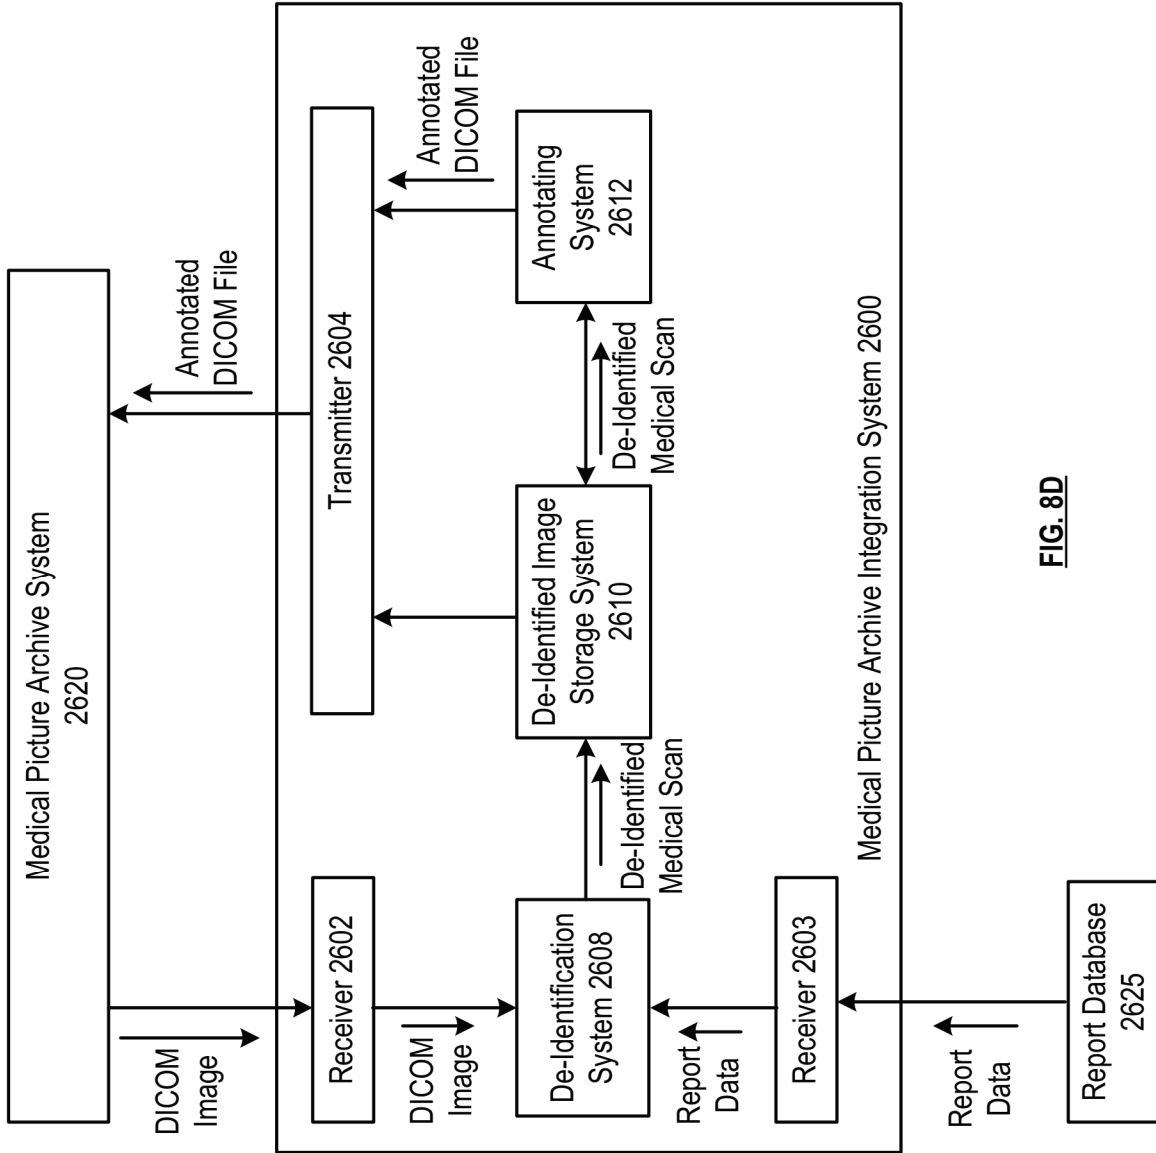 Medical Picture Archive System
2620
DICOM
Image
Annotated
DICOM File
Receiver 2602
Transmitter 2604
DICOM
Image
Annotated
DICOM File
De-Identification
System 2608
De-Identified
Medical Scan
De-Identified Image
Storage System
2610
De-Identified
Medical Scan
Annotating
System
2612
Report
Data
Receiver 2603
Medical Picture Archive Integration System 2600
Report
Data
Report Database
2625
FIG. 8D